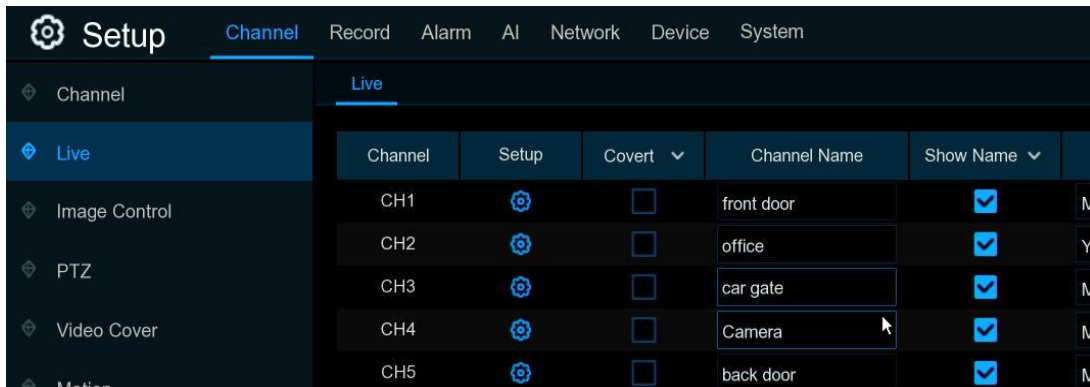 Setup Channel Record Alarm AI Network Device System
Channel
Live
Live
Channel Setup Covert Channel Name Show Name
Image Control
CH1 front door
CH2 office
PTZ
CH3 car gate
Video Cover
CH4 Camera
CH5 back door